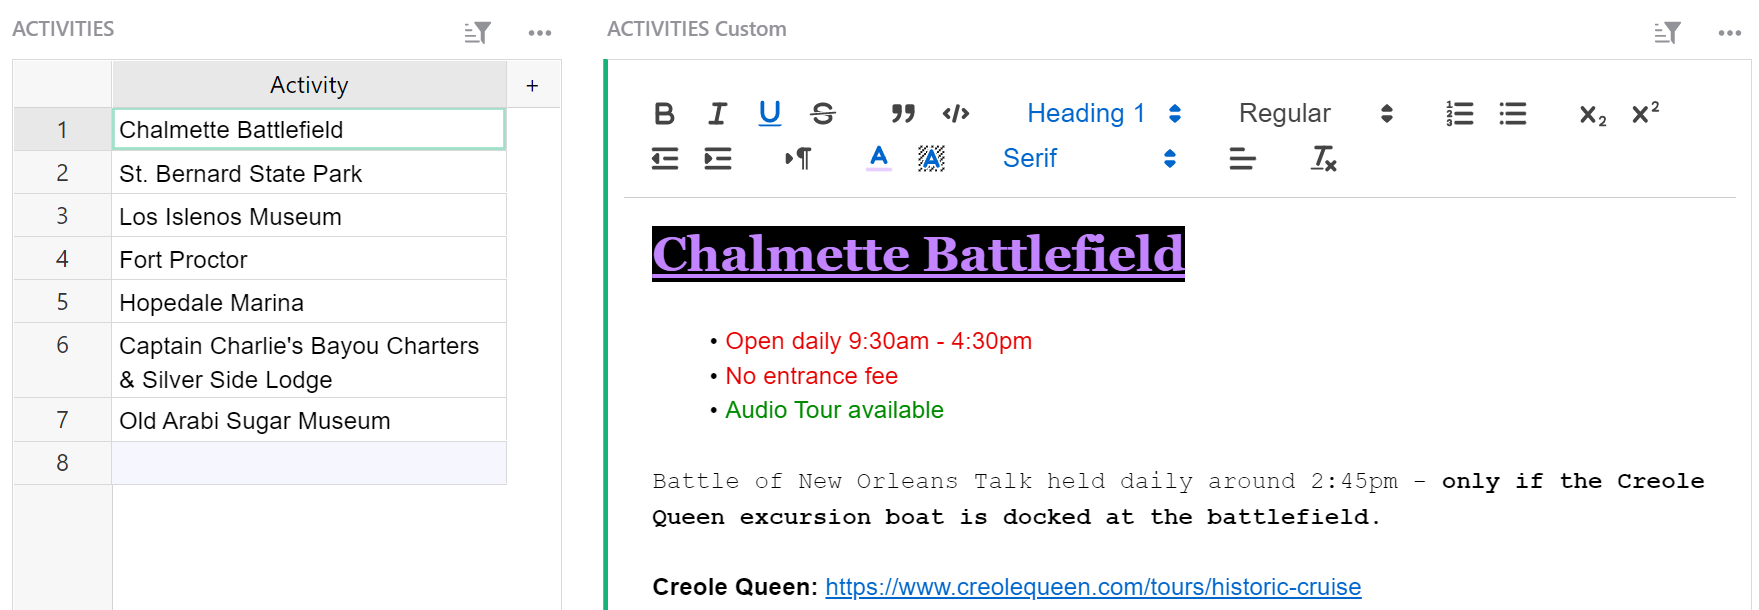 ACTIVITIES
Activity
+
1 Chalmette Battlefield
2 St. Bernard State Park
3 Los Islenos Museum
4 Fort Proctor
5 Hopedale Marina
6 Captain Charlie's Bayou Charters
& Silver Side Lodge
7 Old Arabi Sugar Museum
8
ACTIVITIES Custom
B I U S Heading 1 Regular X₂ X²
A A Serif Tx
Chalmette Battlefield
• Open daily 9:30am - 4:30pm
• No entrance fee
• Audio Tour available
Battle of New Orleans Talk held daily around 2:45pm - only if the Creole
Queen excursion boat is docked at the battlefield.
Creole Queen: https://www.creolequeen.com/tours/historic-cruise